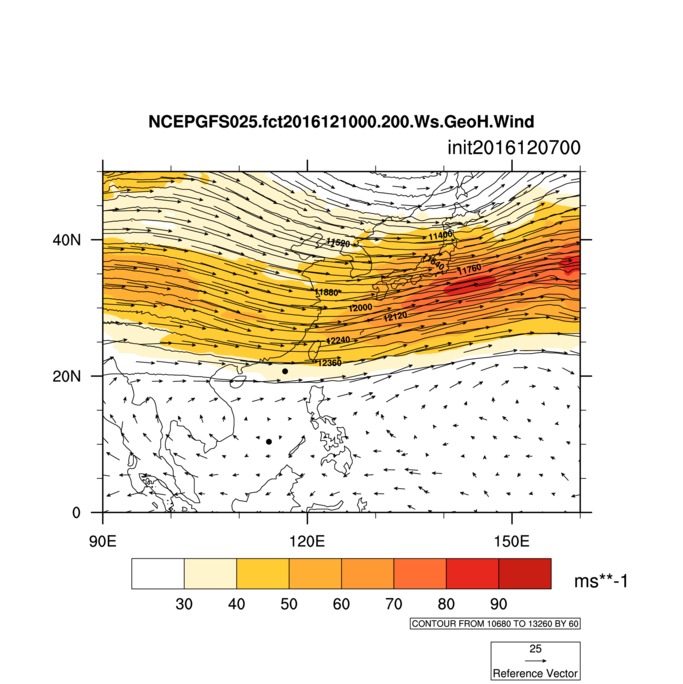 NCEPGFS025.fct2016121000.200.Ws.GeoH.Wind
init2016120700
40N
20N
0
11520
11400
11640
11760
11880
12000
12120
12240
12360
90E 120E 150E
ms**-1
30 40 50 60 70 80 90
CONTOUR FROM 10680 TO 13260 BY 60
25
Reference Vector